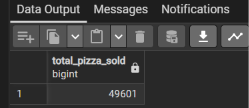 Data Output Messages Notifications
total_pizza_sold
bigint
1 49601